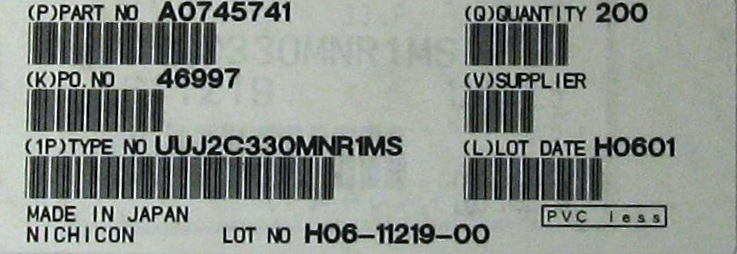 (P)PART NO A0745741
(Q)QUANTITY 200
(K)PO.NO 46997
(V)SUPPLIER
(1P)TYPE NO UUJ2C330MNR1MS
(L)LOT DATE H0601
MADE IN JAPAN
PVC less
NICHICON LOT NO H06-11219-00